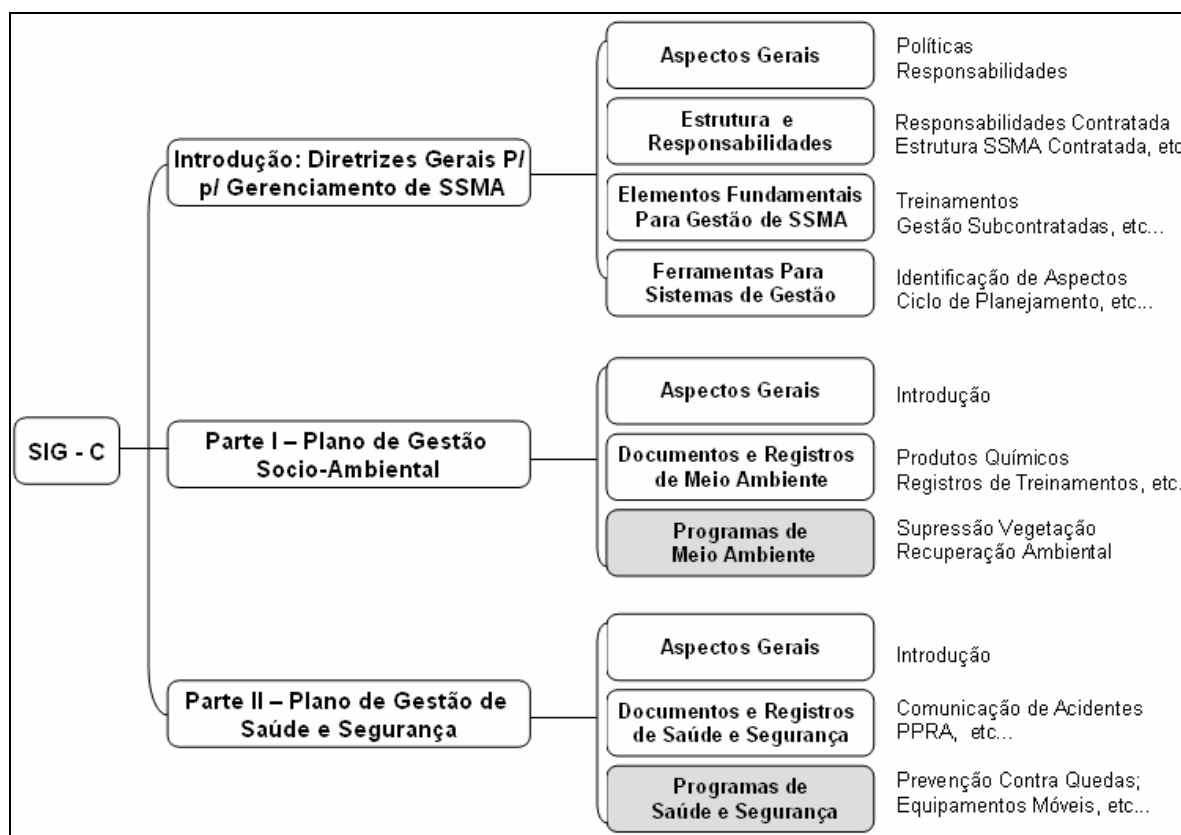 SIG - C
Introdução: Diretrizes Gerais P/
p/ Gerenciamento de SSMA
Aspectos Gerais
Políticas
Responsabilidades
Estrutura e
Responsabilidades
Responsabilidades Contratada
Estrutura SSMA Contratada, etc
Elementos Fundamentais
Para Gestão de SSMA
Treinamentos
Gestão Subcontratadas, etc...
Ferramentas Para
Sistemas de Gestão
Identificação de Aspectos
Ciclo de Planejamento, etc...
Parte I – Plano de Gestão
Socio-Ambiental
Aspectos Gerais
Introdução
Documentos e Registros
de Meio Ambiente
Produtos Químicos
Registros de Treinamentos, etc..
Programas de
Meio Ambiente
Supressão Vegetação
Recuperação Ambiental
Parte II – Plano de Gestão de
Saúde e Segurança
Aspectos Gerais
Introdução
Documentos e Registros
de Saúde e Segurança
Comunicação de Acidentes
PPRA, etc...
Programas de
Saúde e Segurança
Prevenção Contra Quedas;
Equipamentos Móveis, etc...